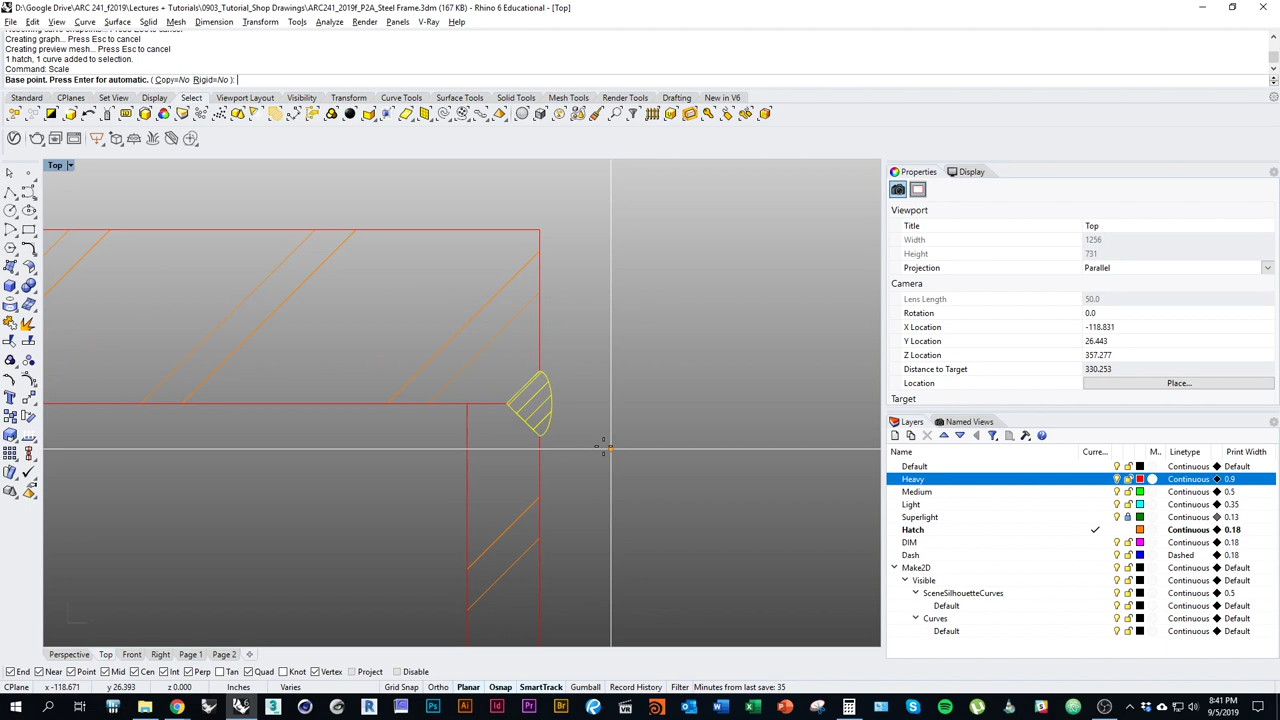 D:\Google Drive\ARC 241_f2019\Lectures + Tutorials\0903_Tutorial_Shop Drawings\ARC241_2019f_P2A_Steel Frame.3dm (167 KB) - Rhino 6 Educational - [Top]
File Edit View Curve Surface Solid Mesh Dimension Transform Tools Analyze Render Panels V-Ray Help
Creating graph... Press Esc to cancel
Creating preview mesh... Press Esc to cancel
1 hatch, 1 curve added to selection.
Command: Scale
Base point. Press Enter for automatic. ( Copy=No Rigid=No ):
Standard CPlanes Set View Display Select Viewport Layout Visibility Transform Curve Tools Surface Tools Solid Tools Mesh Tools Render Tools Drafting New in V6
Top
Properties Display
Viewport
Title Top
Width 1256
Height 731
Projection Parallel
Camera
Lens Length 50.0
Rotation 0.0
X Location -118.831
Y Location 26.443
Z Location 357.277
Distance to Target 330.253
Location Place...
Target
Layers Named Views
Name Curre... M.. Linetype Print Width
Default Continuous Default
Heavy Continuous 0.9
Medium Continuous 0.5
Light Continuous 0.35
Superlight Continuous 0.13
Hatch Continuous 0.18
DIM Continuous 0.18
Dash Dashed 0.18
Make2D Continuous Default
Visible Continuous Default
SceneSilhouetteCurves Continuous 0.5
Default Continuous Default
Curves Continuous Default
Default Continuous Default
Perspective Top Front Right Page 1 Page 2
End Near Point Mid Cen Int Perp Tan Quad Knot Vertex Project Disable
CPlane x -118.671 y 26.393 z 0.000 Inches Varies Grid Snap Ortho Planar Osnap SmartTrack Gumball Record History Filter Minutes from last save: 35
8:41 PM
9/5/2019